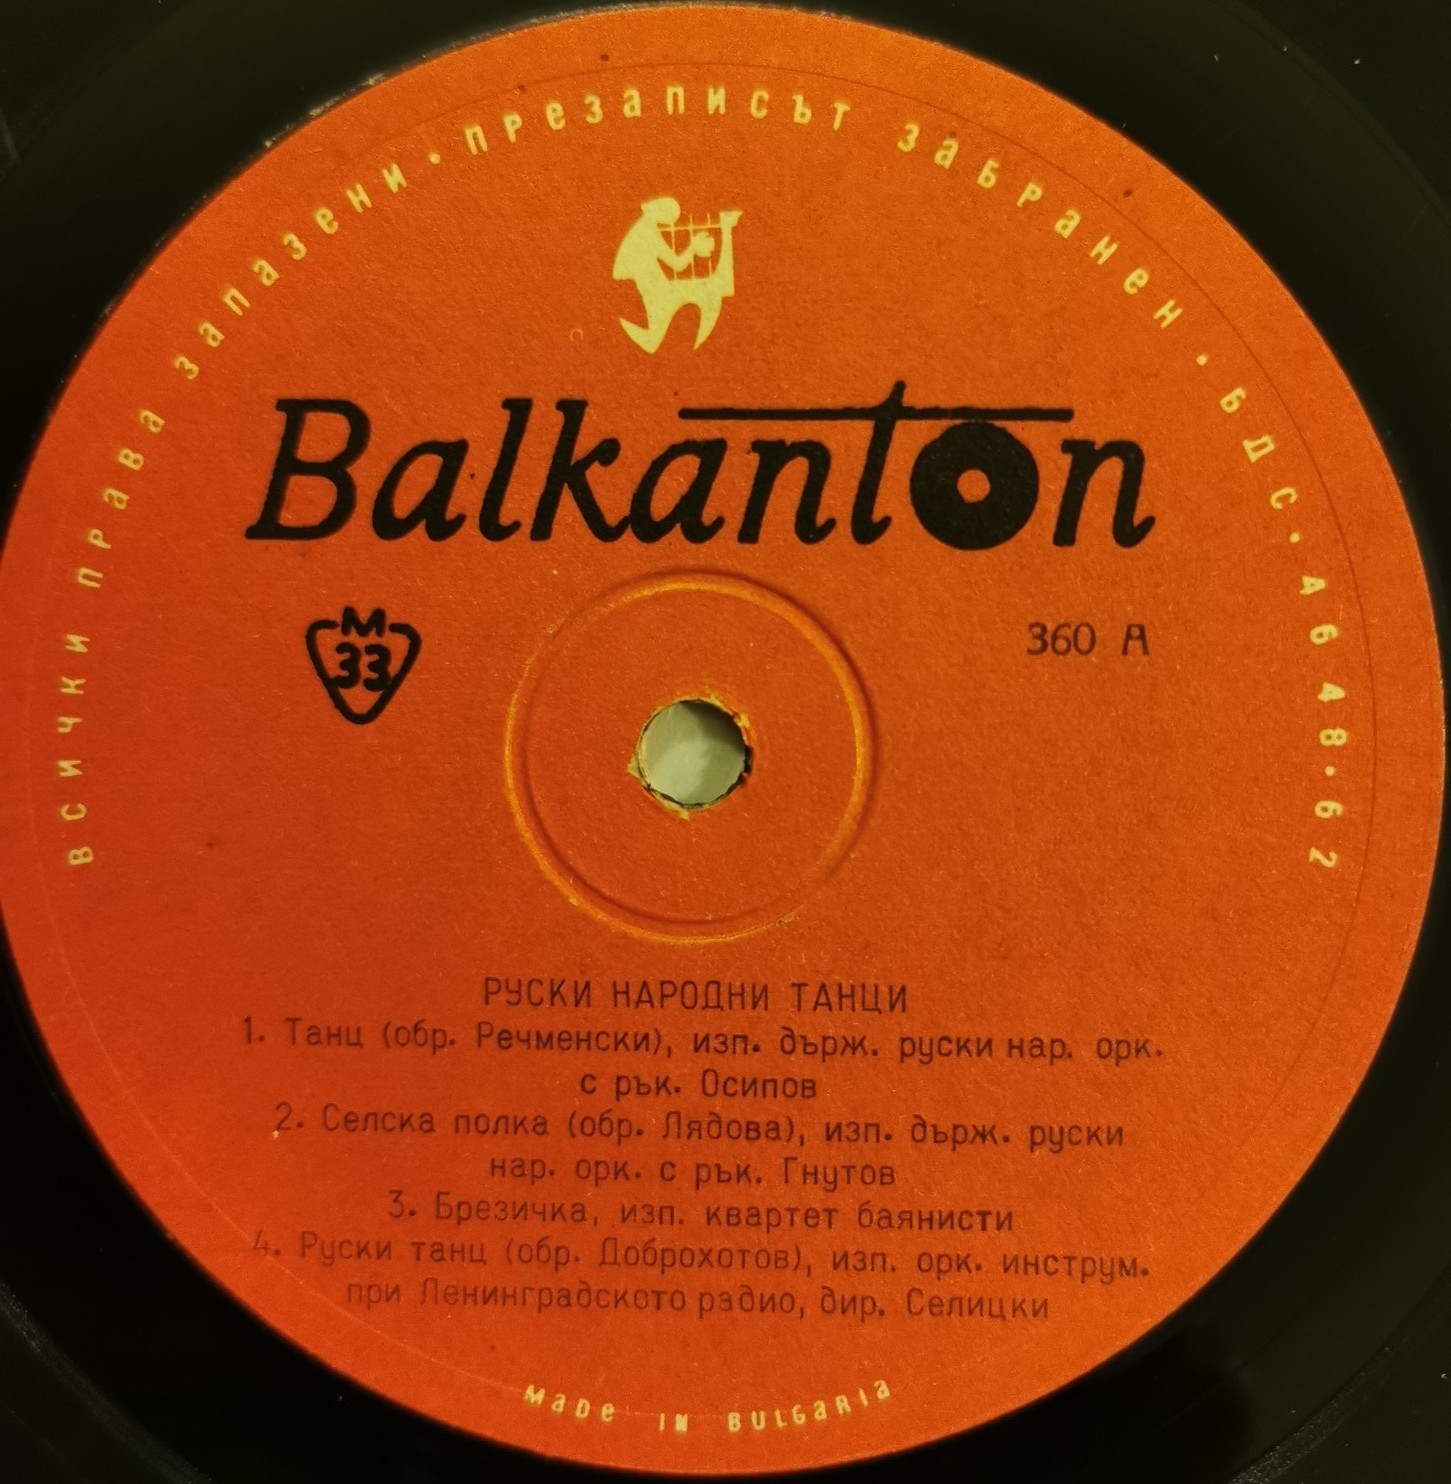 всички права запазени · презаписът забранен · БДС · 46 48 · 62
Balkanton
М
33
360 А
РУСКИ НАРОДНИ ТАНЦИ
1. Танц (обр. Речменски), изп. държ. руски нар. орк.
с рък. Осипов
2. Селска полка (обр. Лядова), изп. държ. руски
нар. орк. с рък. Гнутов
3. Брезичка, изп. квартет баянисти
4. Руски танц (обр. Доброхотов), изп. орк. инструм.
при Ленинградското радио, дир. Селицки
made in Bulgaria